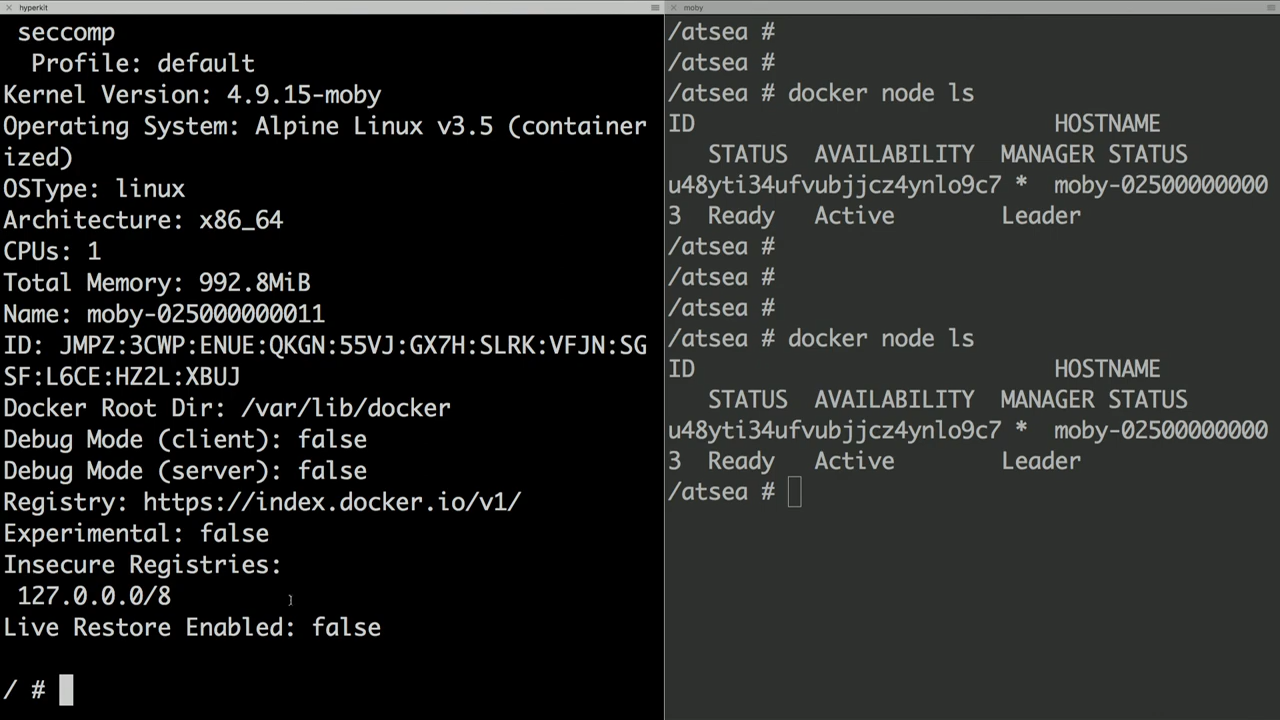 hyperkit
seccomp
Profile: default
Kernel Version: 4.9.15-moby
Operating System: Alpine Linux v3.5 (container
ized)
OSType: linux
Architecture: x86_64
CPUs: 1
Total Memory: 992.8MiB
Name: moby-025000000011
ID: JMPZ:3CWP:ENUE:QKGN:55VJ:GX7H:SLRK:VFJN:SG
SF:L6CE:HZ2L:XBUJ
Docker Root Dir: /var/lib/docker
Debug Mode (client): false
Debug Mode (server): false
Registry: https://index.docker.io/v1/
Experimental: false
Insecure Registries:
127.0.0.0/8
Live Restore Enabled: false
/ #
moby
/atsea #
/atsea #
/atsea # docker node ls
ID HOSTNAME
STATUS AVAILABILITY MANAGER STATUS
u48yti34ufvubjjcz4ynlo9c7 * moby-02500000000
3 Ready Active Leader
/atsea #
/atsea #
/atsea #
/atsea # docker node ls
ID HOSTNAME
STATUS AVAILABILITY MANAGER STATUS
u48yti34ufvubjjcz4ynlo9c7 * moby-02500000000
3 Ready Active Leader
/atsea #